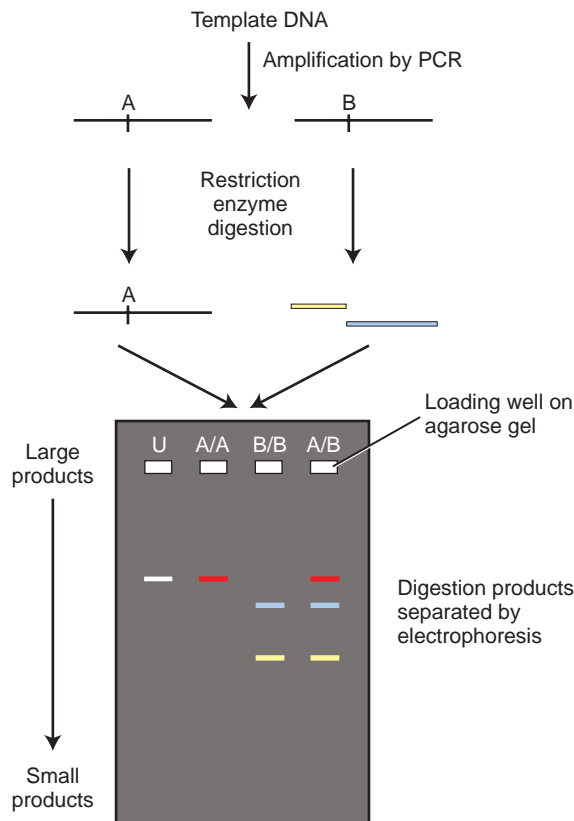 Template DNA
Amplification by PCR
A
B
Restriction
enzyme
digestion
A
Loading well on
agarose gel
U A/A B/B A/B
Large
products
Digestion products
separated by
electrophoresis
Small
products